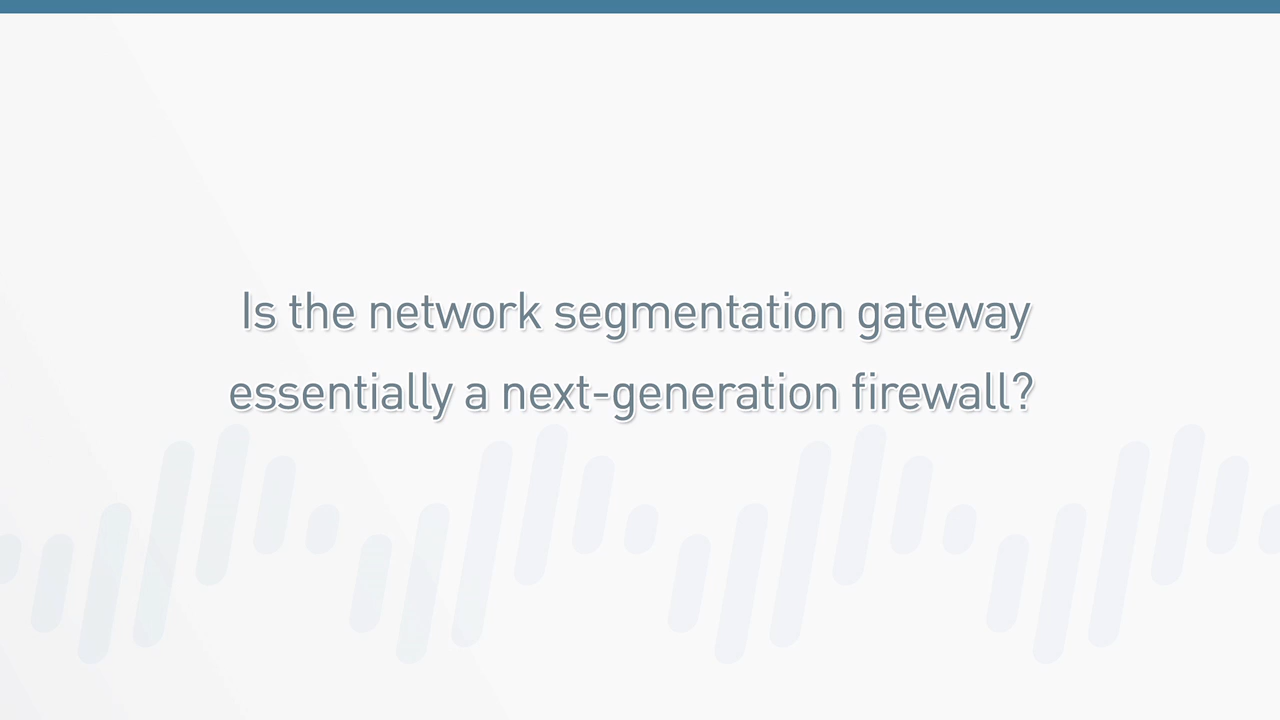 Is the network segmentation gateway
essentially a next-generation firewall?